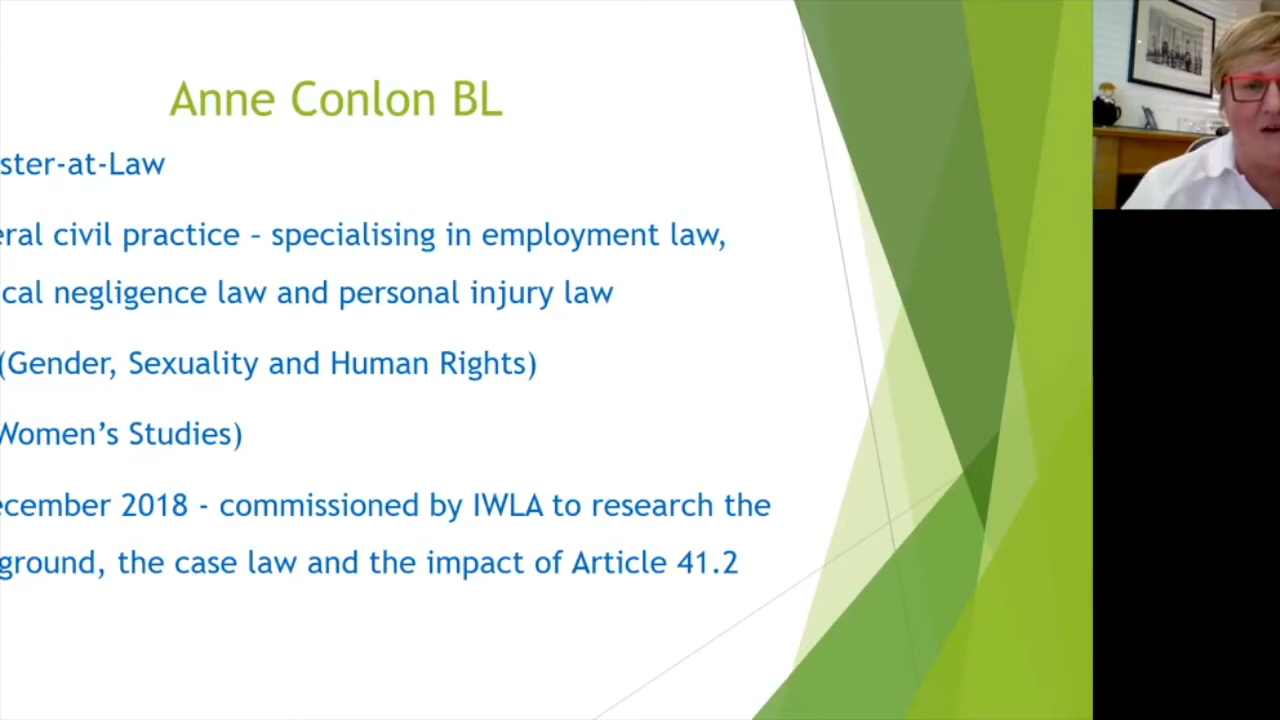 Anne Conlon BL
ster-at-Law
eral civil practice – specialising in employment law,
cal negligence law and personal injury law
(Gender, Sexuality and Human Rights)
Women’s Studies)
ecember 2018 - commissioned by IWLA to research the
ground, the case law and the impact of Article 41.2